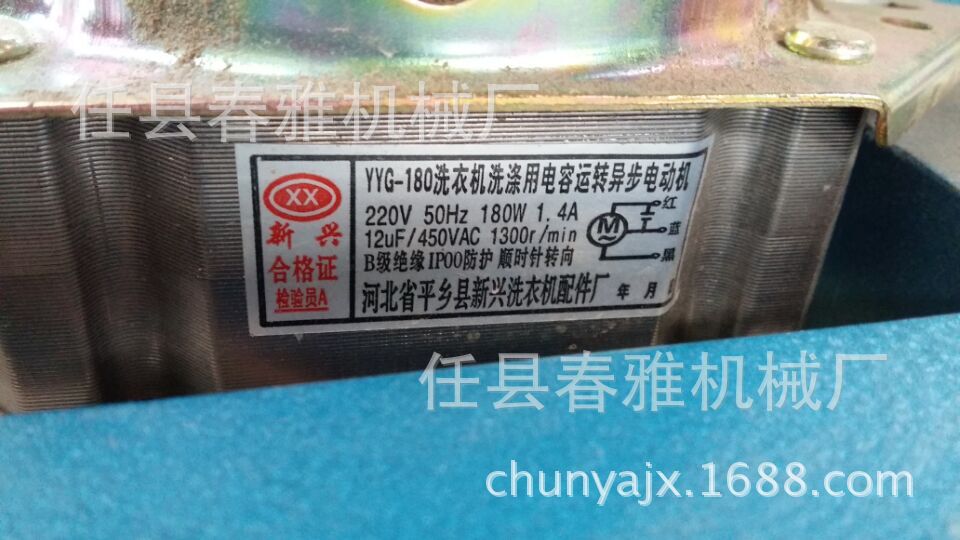 任县春雅机械厂
XX
新 兴
合格证
检验员A
YYG-180洗衣机洗涤用电容运转异步电动机
220V 50Hz 180W 1.4A
12uF/450VAC 1300r/min
B级绝缘 IP00防护 顺时针转向
M
~
红
蓝
黑
河北省平乡县新兴洗衣机配件厂 年 月
任县春雅机械厂
chunyajx.1688.com